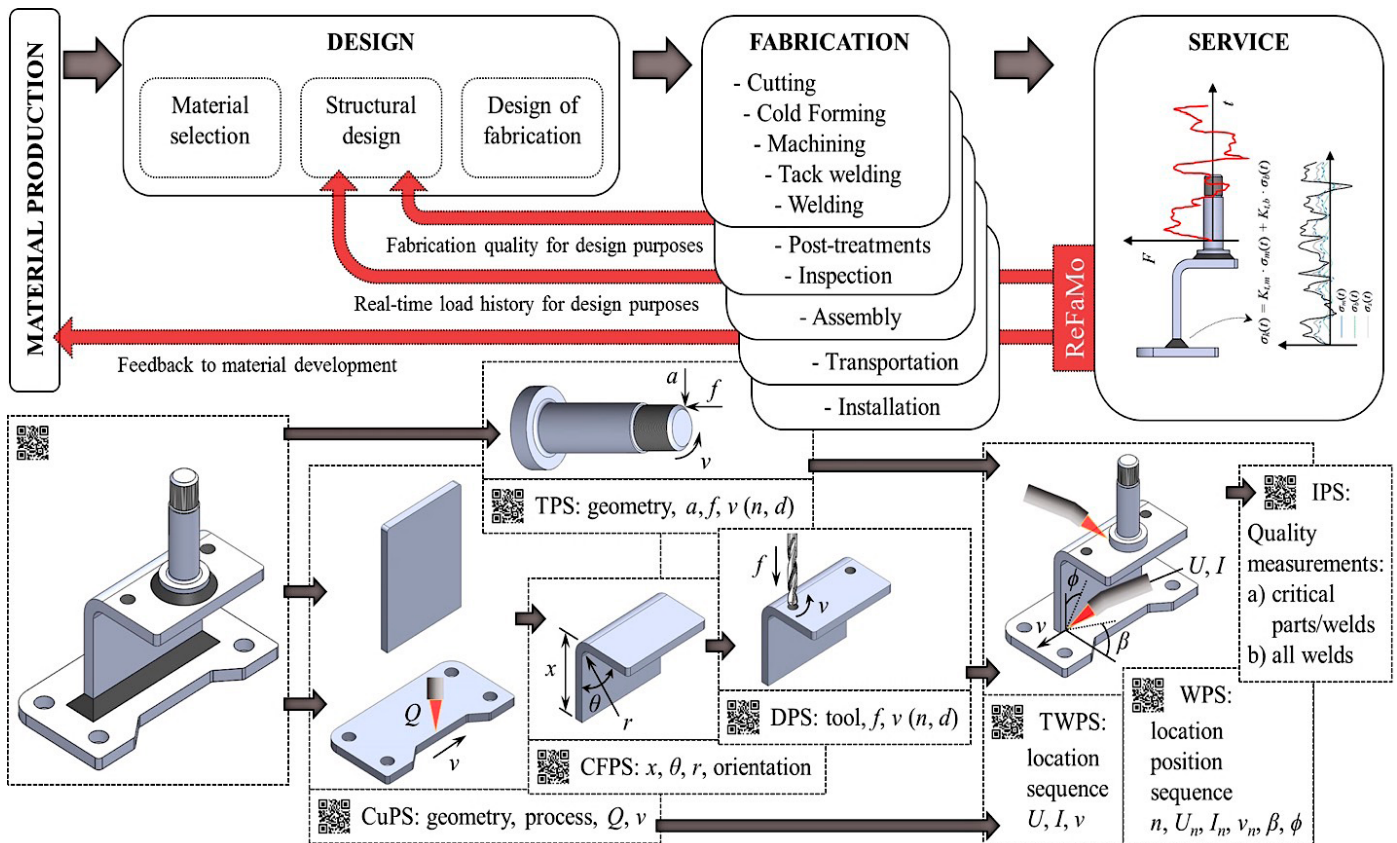 MATERIAL PRODUCTION
DESIGN
Material
selection
Structural
design
Design of
fabrication
FABRICATION
- Cutting
- Cold Forming
- Machining
- Tack welding
- Welding
- Post-treatments
- Inspection
- Assembly
- Transportation
- Installation
SERVICE
t
F
σk(t) = Kt,m · σm(t) + Kt,b · σb(t)
σm(t)
σb(t)
σk(t)
ReFaMo
Fabrication quality for design purposes
Real-time load history for design purposes
Feedback to material development
a
f
v
TPS: geometry, a, f, v (n, d)
Q
v
CuPS: geometry, process, Q, v
x
θ
r
CFPS: x, θ, r, orientation
f
v
DPS: tool, f, v (n, d)
ϕ
U, I
v
β
TWPS:
location
sequence
U, I, v
WPS:
location
position
sequence
n, Un, In, vn, β, ϕ
IPS:
Quality
measurements:
a) critical
parts/welds
b) all welds